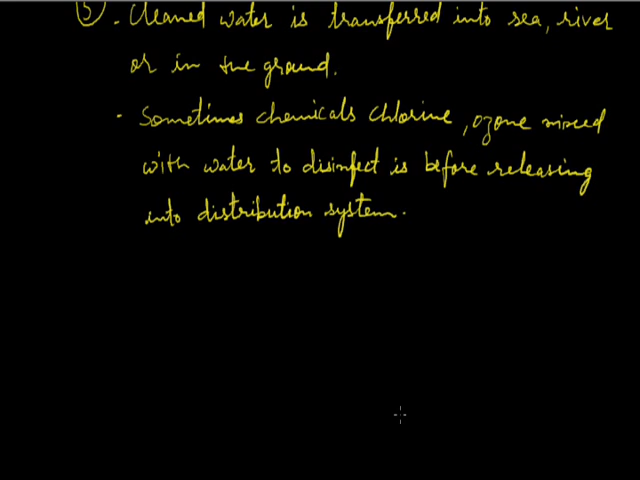 ⑤ . Cleaned water is transferred into sea, river
or in the ground.
. Sometimes chemicals chlorine, ozone mixed
with water to disinfect is before releasing
into distribution system.